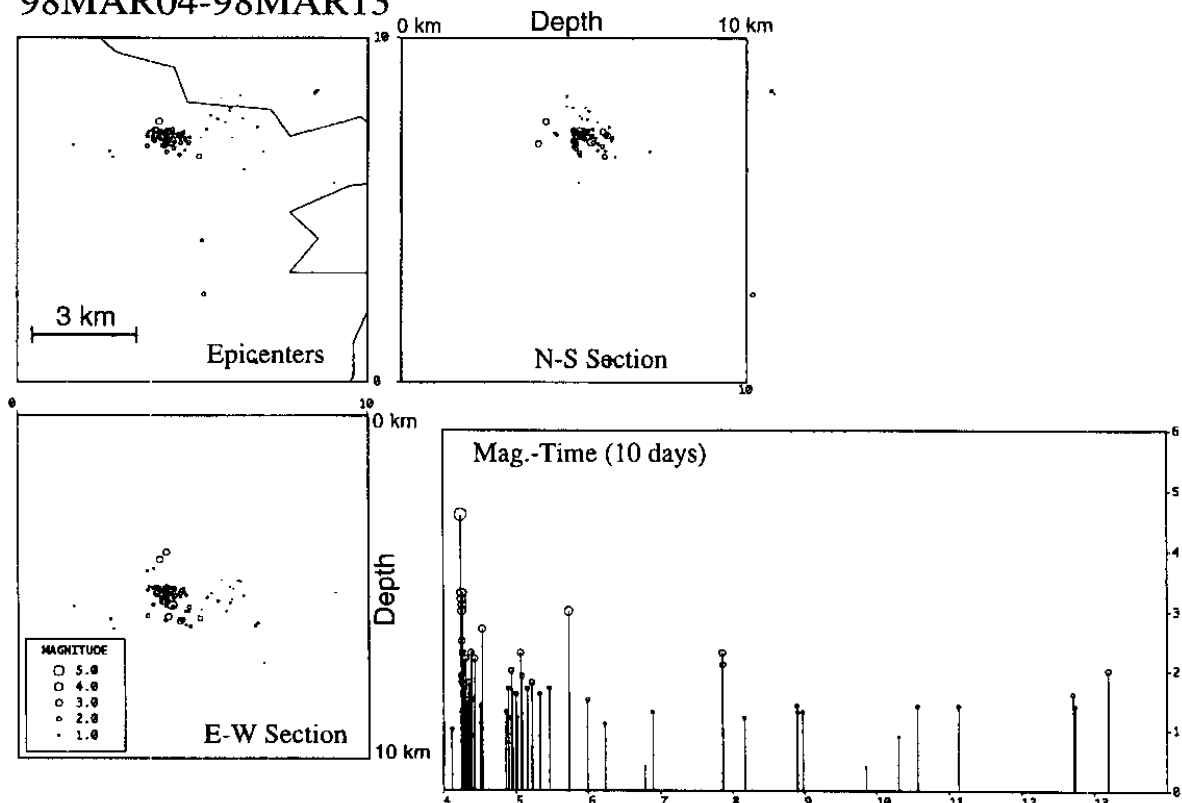 98MAR04-98MAR13
Depth
0 km
10 km
10
3 km
Epicenters
0
N-S Section
10
0
10
0 km
Depth
10 km
MAGNITUDE
5.0
4.0
3.0
2.0
1.0
E-W Section
Mag.-Time (10 days)
6
5
4
3
2
1
0
4 5 6 7 8 9 10 11 12 13